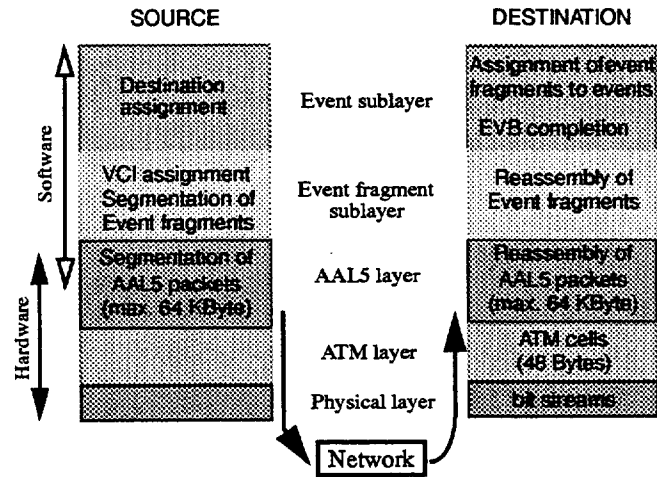 SOURCE
DESTINATION
Software
Hardware
Destination
assignment
VCI assignment
Segmentation of
Event fragments
Segmentation of
AAL5 packets
(max. 64 KByte)
Event sublayer
Event fragment
sublayer
AAL5 layer
ATM layer
Physical layer
Network
Assignment of event
fragments to events
EVB completion
Reassembly of
Event fragments
Reassembly of
AAL5 packets
(max. 64 KByte)
ATM cells
(48 Bytes)
bit streams